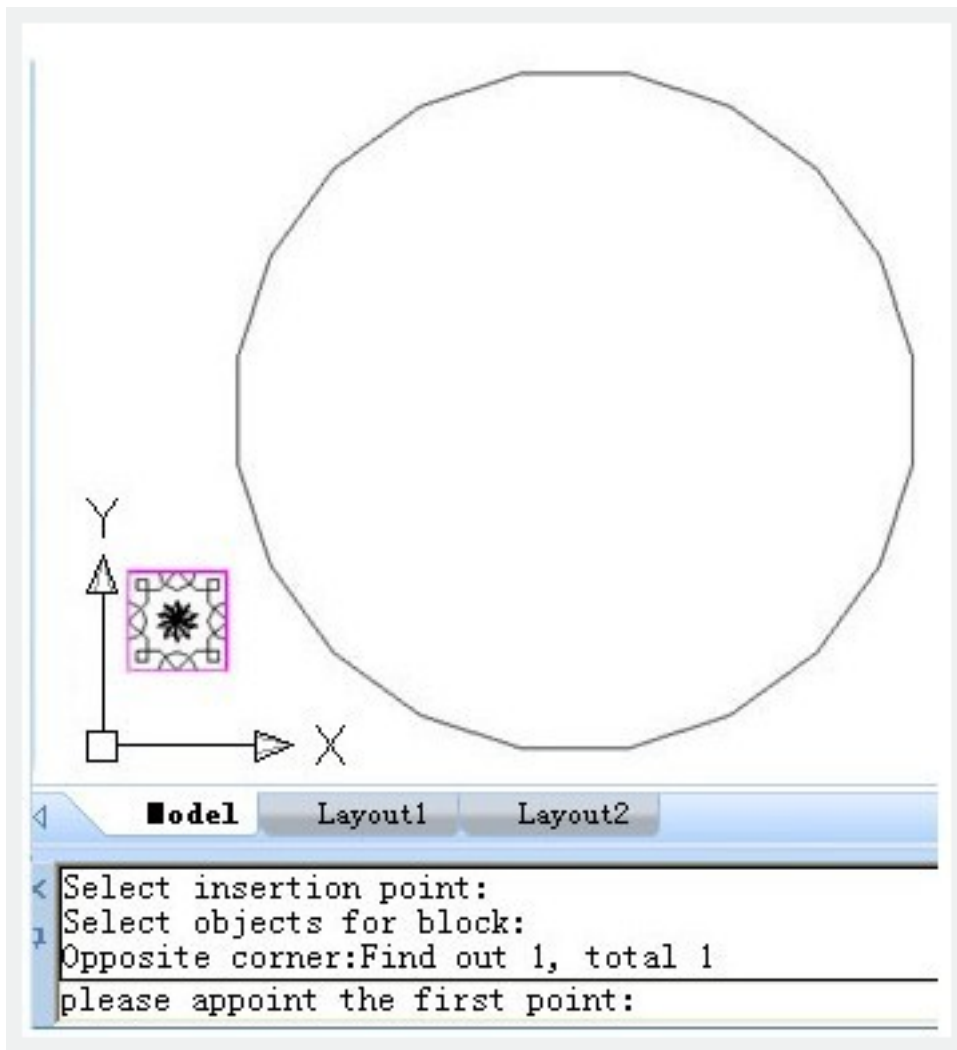 Y
X
Model Layout1 Layout2
Select insertion point:
Select objects for block:
Opposite corner:Find out 1, total 1
please appoint the first point: